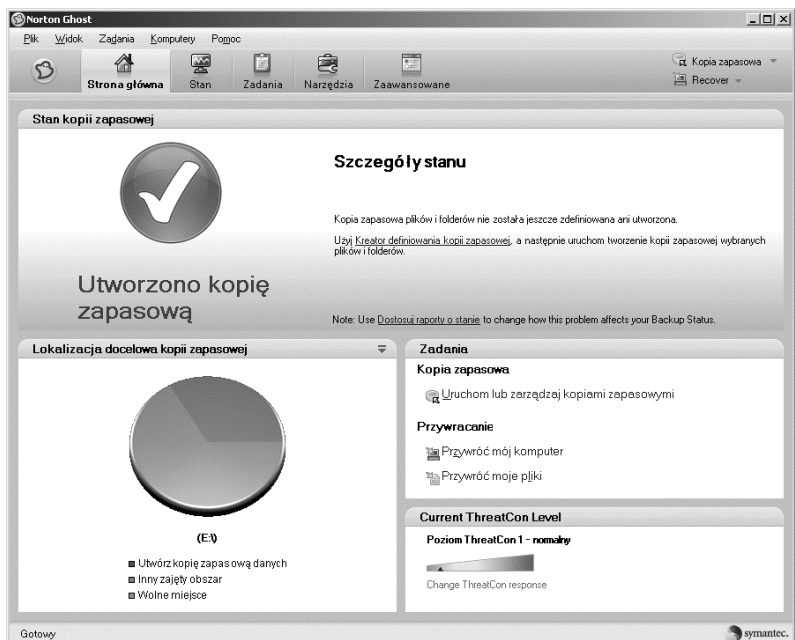 Norton Ghost
Plik Widok Zadania Komputery Pomoc
Strona główna Stan Zadania Narzędzia Zaawansowane
Kopia zapasowa
Recover
Stan kopii zapasowej
Szczegóły stanu
Kopia zapasowa plików i folderów nie została jeszcze zdefiniowana ani utworzona.
Użyj Kreator definiowania kopii zapasowej, a następnie uruchom tworzenie kopii zapasowej wybranych
plików i folderów.
Utworzono kopię
zapasową
Note: Use Dostosuj raporty o stanie to change how this problem affects your Backup Status.
Lokalizacja docelowa kopii zapasowej
(E:\)
Utwórz kopię zapasową danych
Inny zajęty obszar
Wolne miejsce
Zadania
Kopia zapasowa
Uruchom lub zarządzaj kopiami zapasowymi
Przywracanie
Przywróć mój komputer
Przywróć moje pliki
Current ThreatCon Level
Poziom ThreatCon 1 - normalny
Change ThreatCon response
Gotowy
symantec.